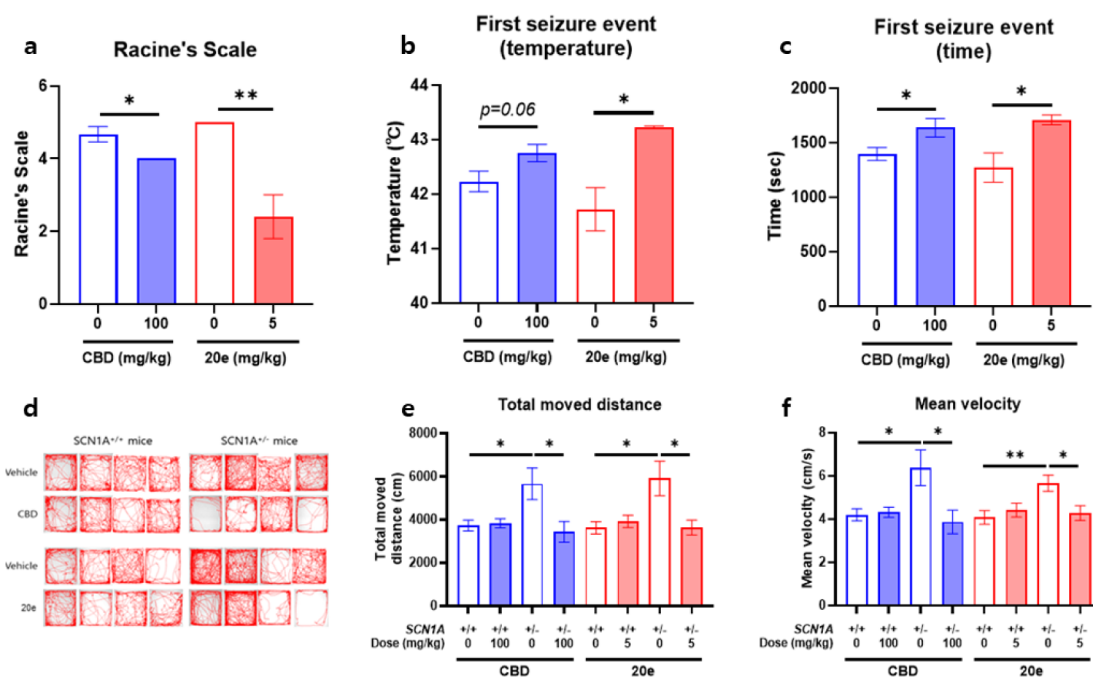 a
Racine's Scale
Racine's Scale
6
4
2
0
*
**
0 100 0 5
CBD (mg/kg) 20e (mg/kg)
b
First seizure event
(temperature)
Temperature (℃)
44
43
42
41
40
p=0.06
*
0 100 0 5
CBD (mg/kg) 20e (mg/kg)
c
First seizure event
(time)
Time (sec)
2000
1500
1000
500
0
*
*
0 100 0 5
CBD (mg/kg) 20e (mg/kg)
d
SCN1A+/+ mice SCN1A+/- mice
Vehicle
CBD
Vehicle
20e
e
Total moved distance
Total moved
distance (cm)
8000
6000
4000
2000
0
* * * *
SCN1A +/+ +/+ +/- +/- +/+ +/+ +/- +/-
Dose (mg/kg) 0 100 0 100 0 5 0 5
CBD 20e
f
Mean velocity
Mean velocity (cm/s)
8
6
4
2
0
* * ** *
SCN1A +/+ +/+ +/- +/- +/+ +/+ +/- +/-
Dose (mg/kg) 0 100 0 100 0 5 0 5
CBD 20e